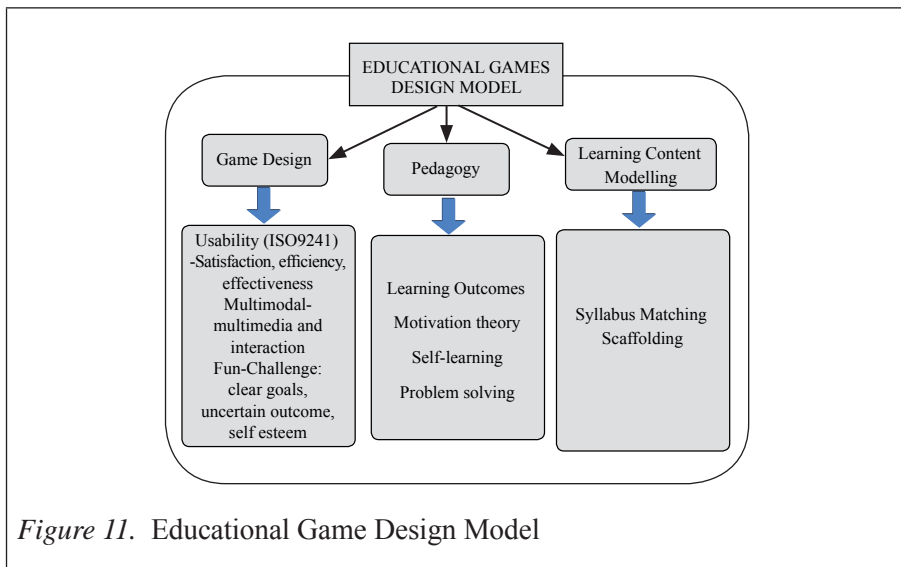 EDUCATIONAL GAMES
DESIGN MODEL
Game Design
Pedagogy
Learning Content
Modelling
Usability (ISO9241)
-Satisfaction, efficiency,
effectiveness
Multimodal-
multimedia and
interaction
Fun-Challenge:
clear goals,
uncertain outcome,
self esteem
Learning Outcomes
Motivation theory
Self-learning
Problem solving
Syllabus Matching
Scaffolding
Figure 11. Educational Game Design Model